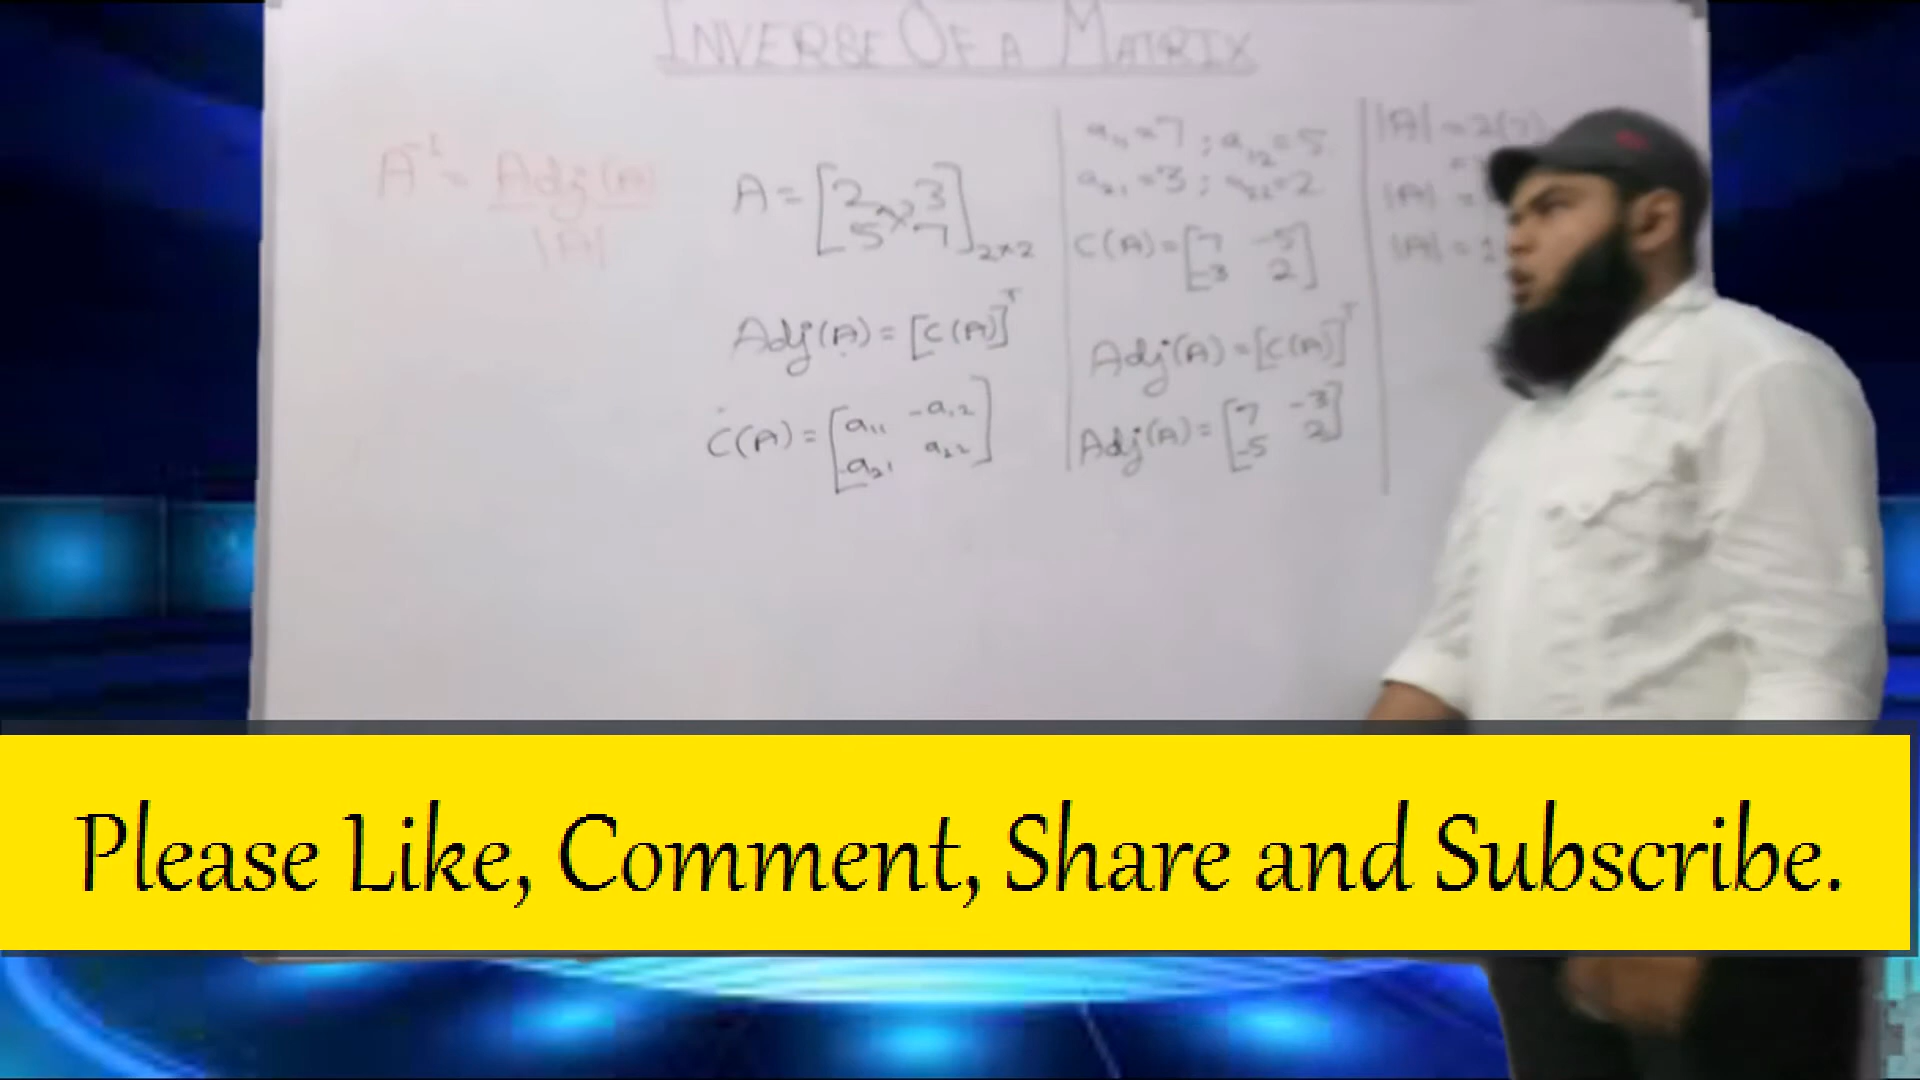 INVERSE OF A MATRIX
A⁻¹ = Adj(A)
|A|
A = [2 3
5 7] 2×2
Adj(A) = [C(A)]ᵀ
C(A) = [a₁₁ -a₁₂
-a₂₁ a₂₂]
a₁₁=7 ; a₁₂=5
a₂₁=3 ; a₂₂=2
C(A)=[7 -5
-3 2]
Adj(A)=[C(A)]ᵀ
Adj(A)=[7 -3
-5 2]
|A| = 2(7)
|A| =
|A| =
Please Like, Comment, Share and Subscribe.